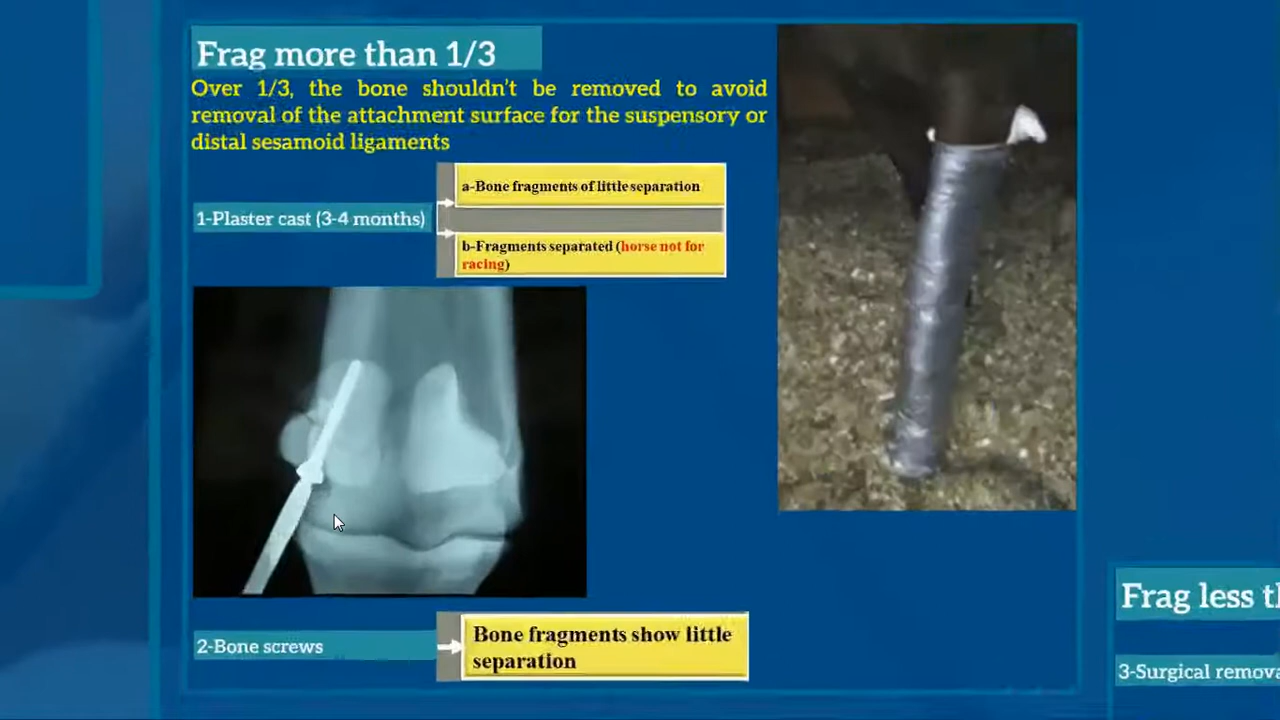 Frag more than 1/3
Over 1/3, the bone shouldn't be removed to avoid
removal of the attachment surface for the suspensory or
distal sesamoid ligaments
a-Bone fragments of little separation
1-Plaster cast (3-4 months)
b-Fragments separated (horse not for
racing)
2-Bone screws
Bone fragments show little
separation
Frag less
3-Surgical